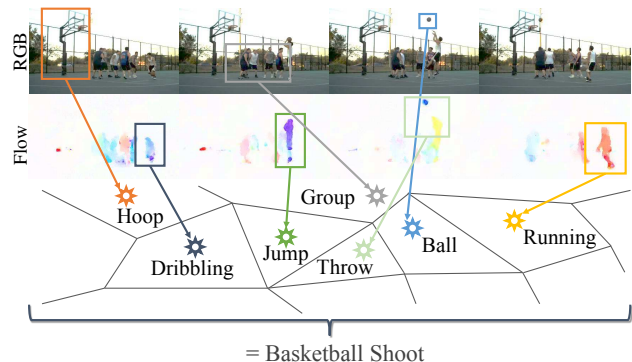 RGB
Flow
Hoop
Group
Dribbling
Jump
Throw
Ball
Running
= Basketball Shoot